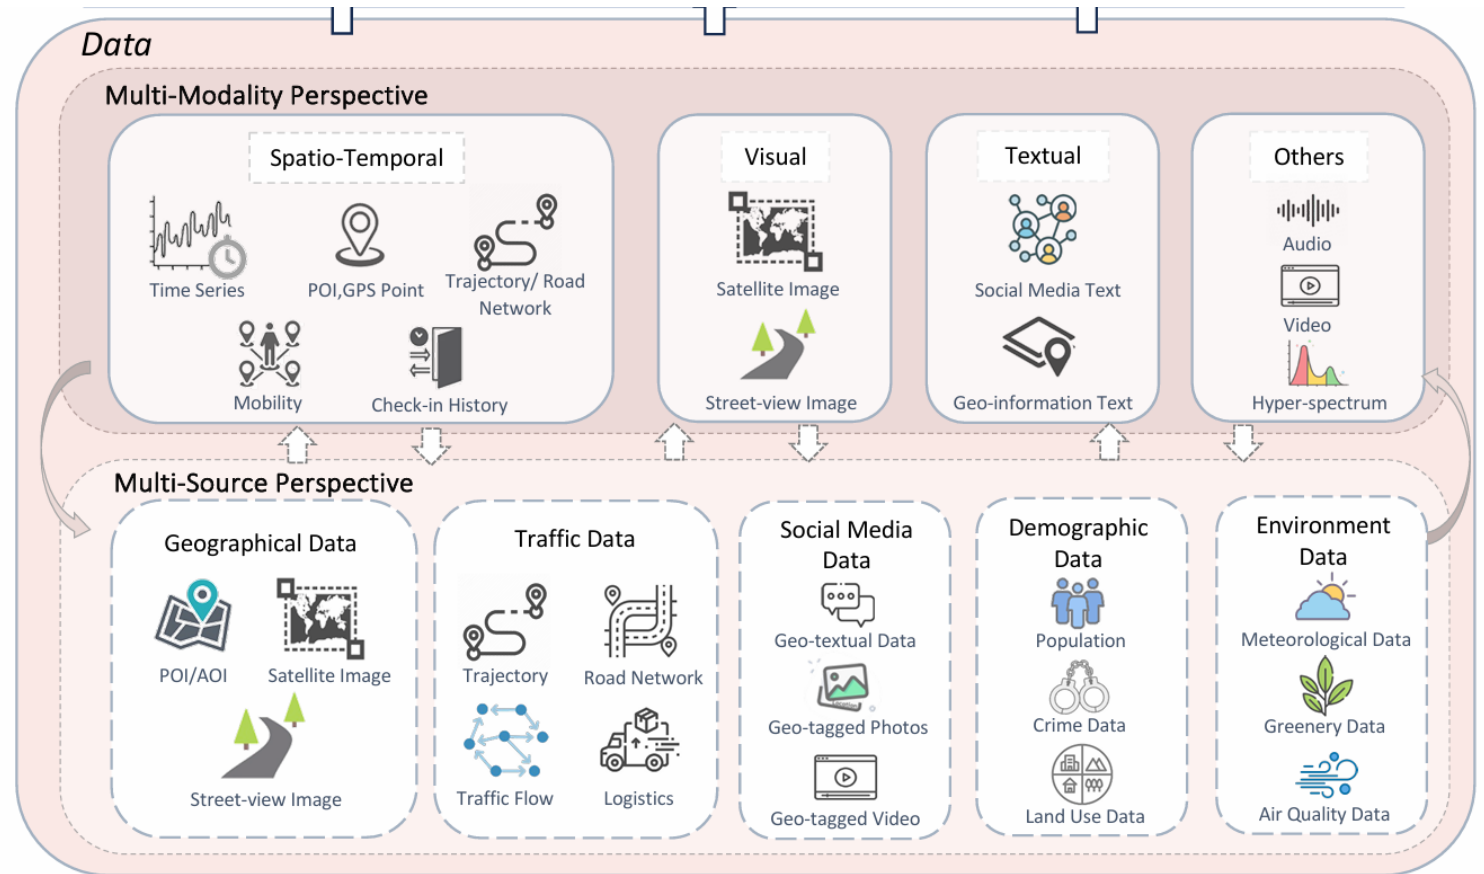 Data
Multi-Modality Perspective
Spatio-Temporal
Time Series
POI,GPS Point
Trajectory/ Road
Network
Mobility
Check-in History
Visual
Satellite Image
Street-view Image
Textual
Social Media Text
Geo-information Text
Others
Audio
Video
Hyper-spectrum
Multi-Source Perspective
Geographical Data
POI/AOI
Satellite Image
Street-view Image
Traffic Data
Trajectory
Road Network
Traffic Flow
Logistics
Social Media
Data
Geo-textual Data
Location
Geo-tagged Photos
Geo-tagged Video
Demographic
Data
Population
Crime Data
Land Use Data
Environment
Data
Meteorological Data
Greenery Data
Air Quality Data